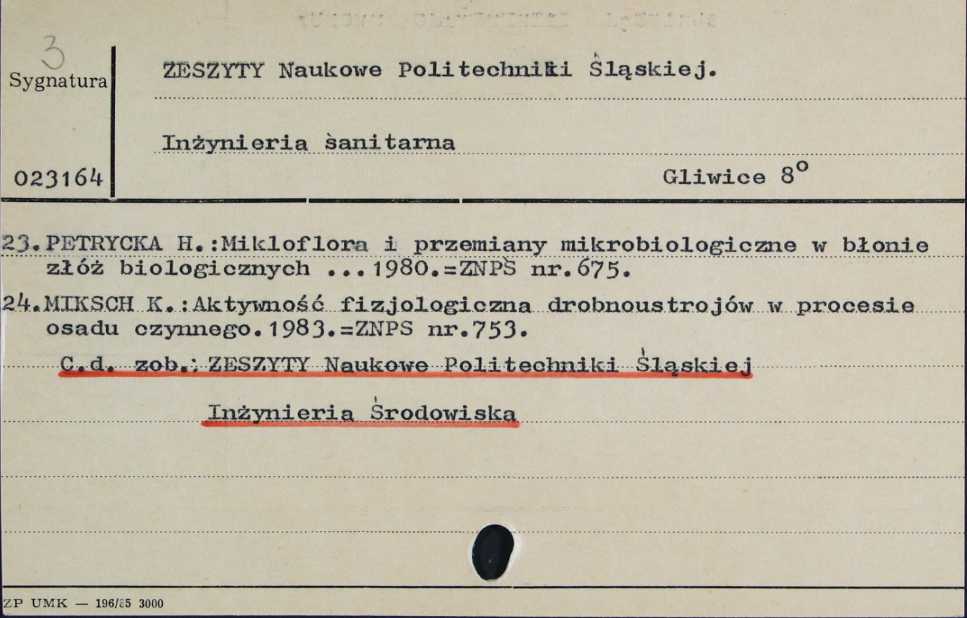 3
Sygnatura
ZESZYTY Naukowe Politechniki Śląskiej.
Inżynieria sanitarna
023164
Gliwice 8º
23.PETRYCKA H.:Mikloflora i przemiany mikrobiologiczne w błonie
złóż biologicznych ...1980.=ZNPS nr.675.
24.MIKSCH K.:Aktywność fizjologiczna drobnoustrojów w procesie
osadu czynnego.1983.=ZNPS nr.753.
C.d. zob.: ZESZYTY Naukowe Politechniki Śląskiej
Inżynieria Środowiska
ZP UMK — 196/85 3000